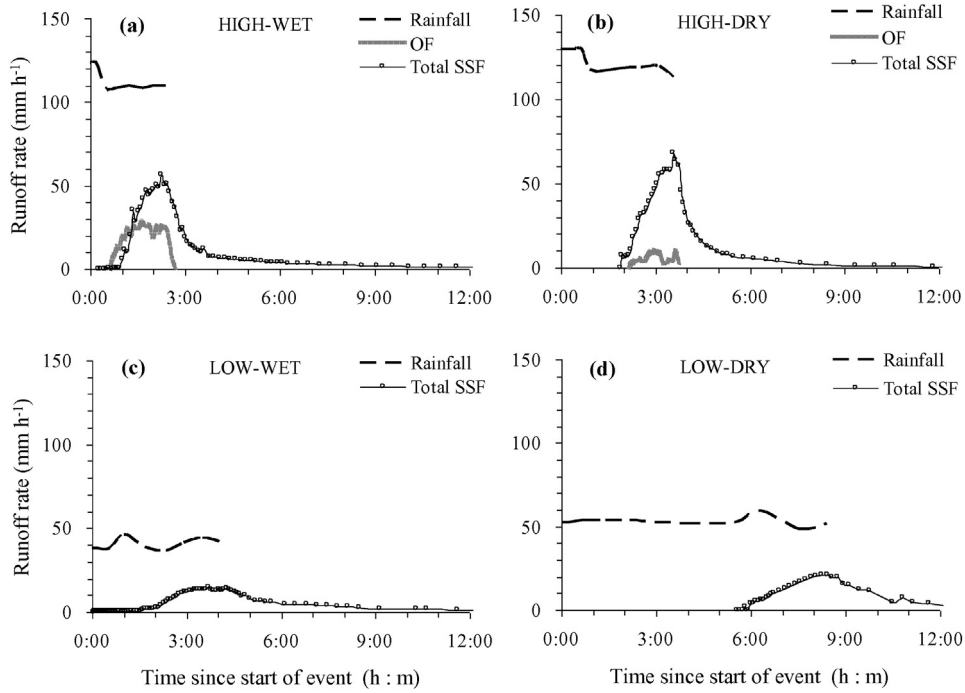 (a)
HIGH-WET
Rainfall
OF
Total SSF
Runoff rate (mm h-1)
150
100
50
0
0:00 3:00 6:00 9:00 12:00
(b)
HIGH-DRY
Rainfall
OF
Total SSF
150
100
50
0
0:00 3:00 6:00 9:00 12:00
(c)
LOW-WET
Rainfall
Total SSF
Runoff rate (mm h-1)
150
100
50
0
0:00 3:00 6:00 9:00 12:00
Time since start of event (h : m)
(d)
LOW-DRY
Rainfall
Total SSF
150
100
50
0
0:00 3:00 6:00 9:00 12:00
Time since start of event (h : m)